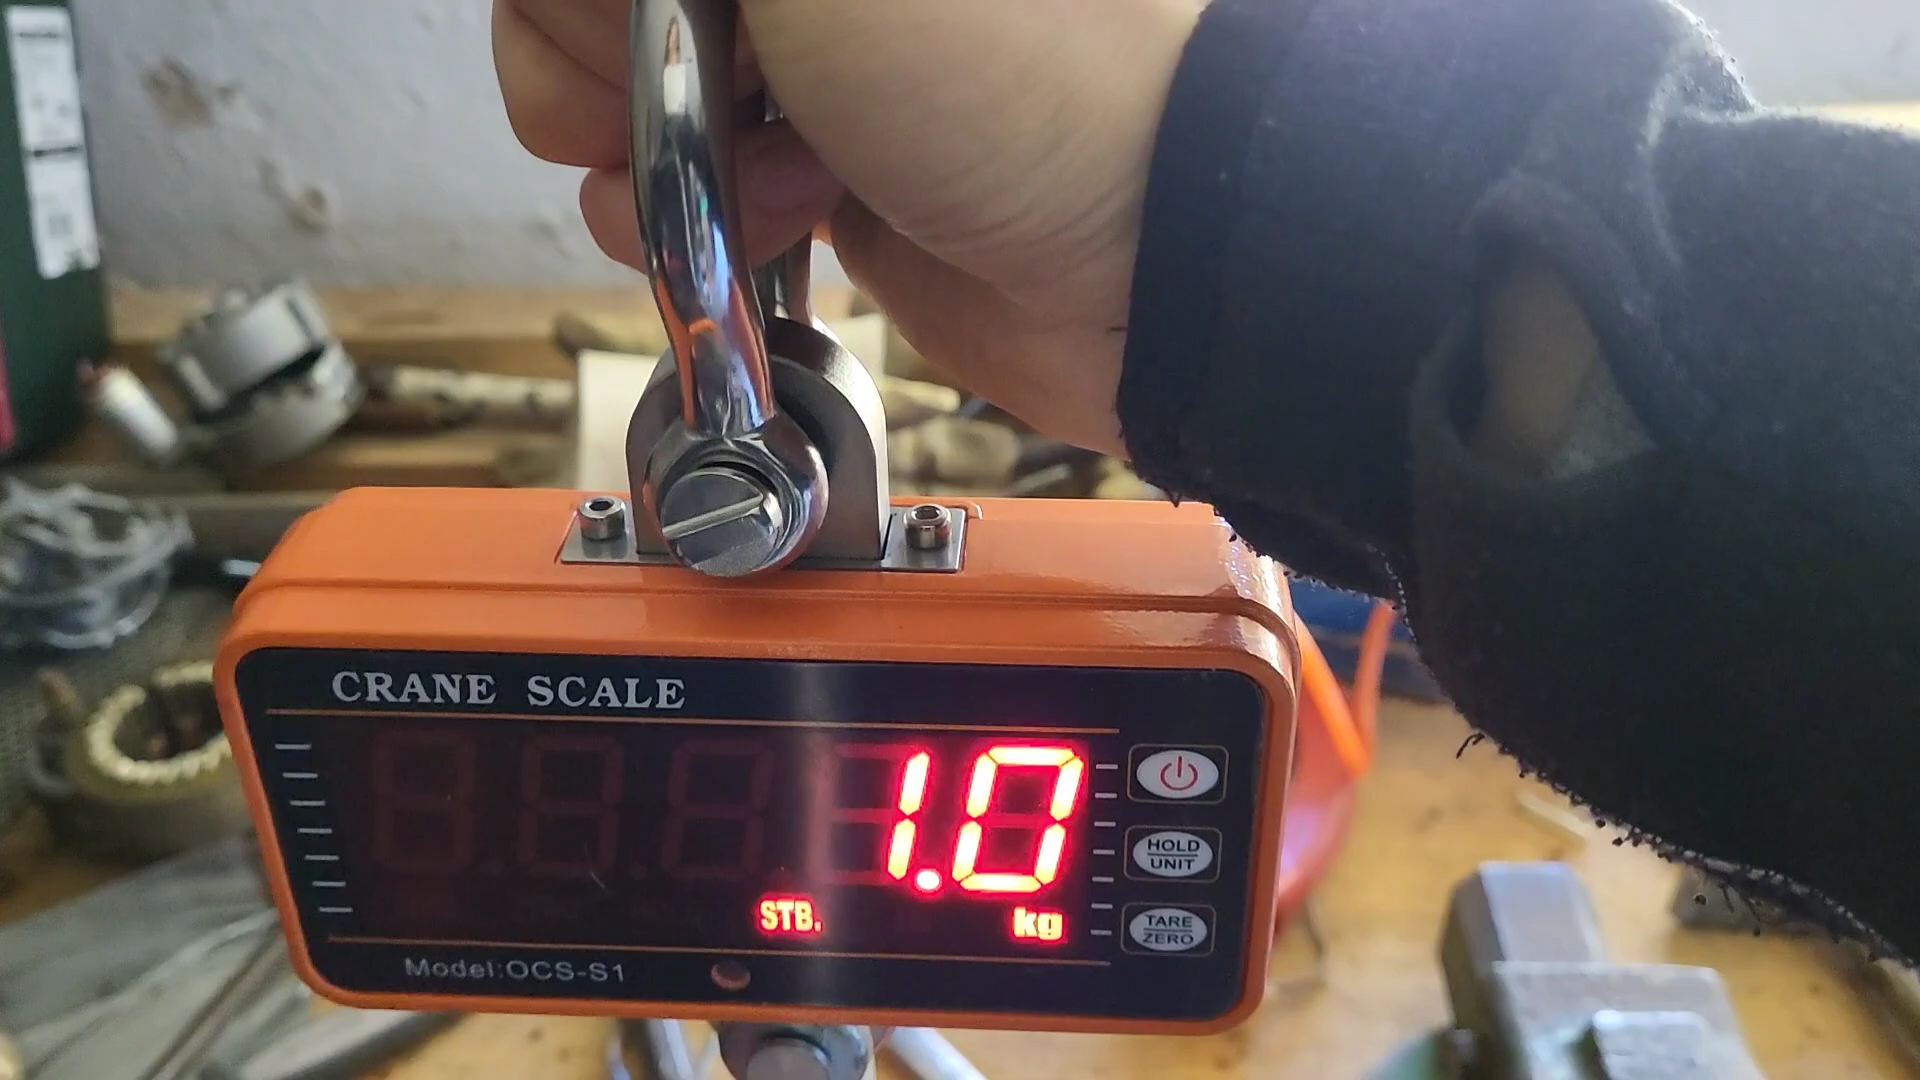 CRANE SCALE
1.0
STB. kg
Model:OCS-S1
HOLD
UNIT
TARE
ZERO